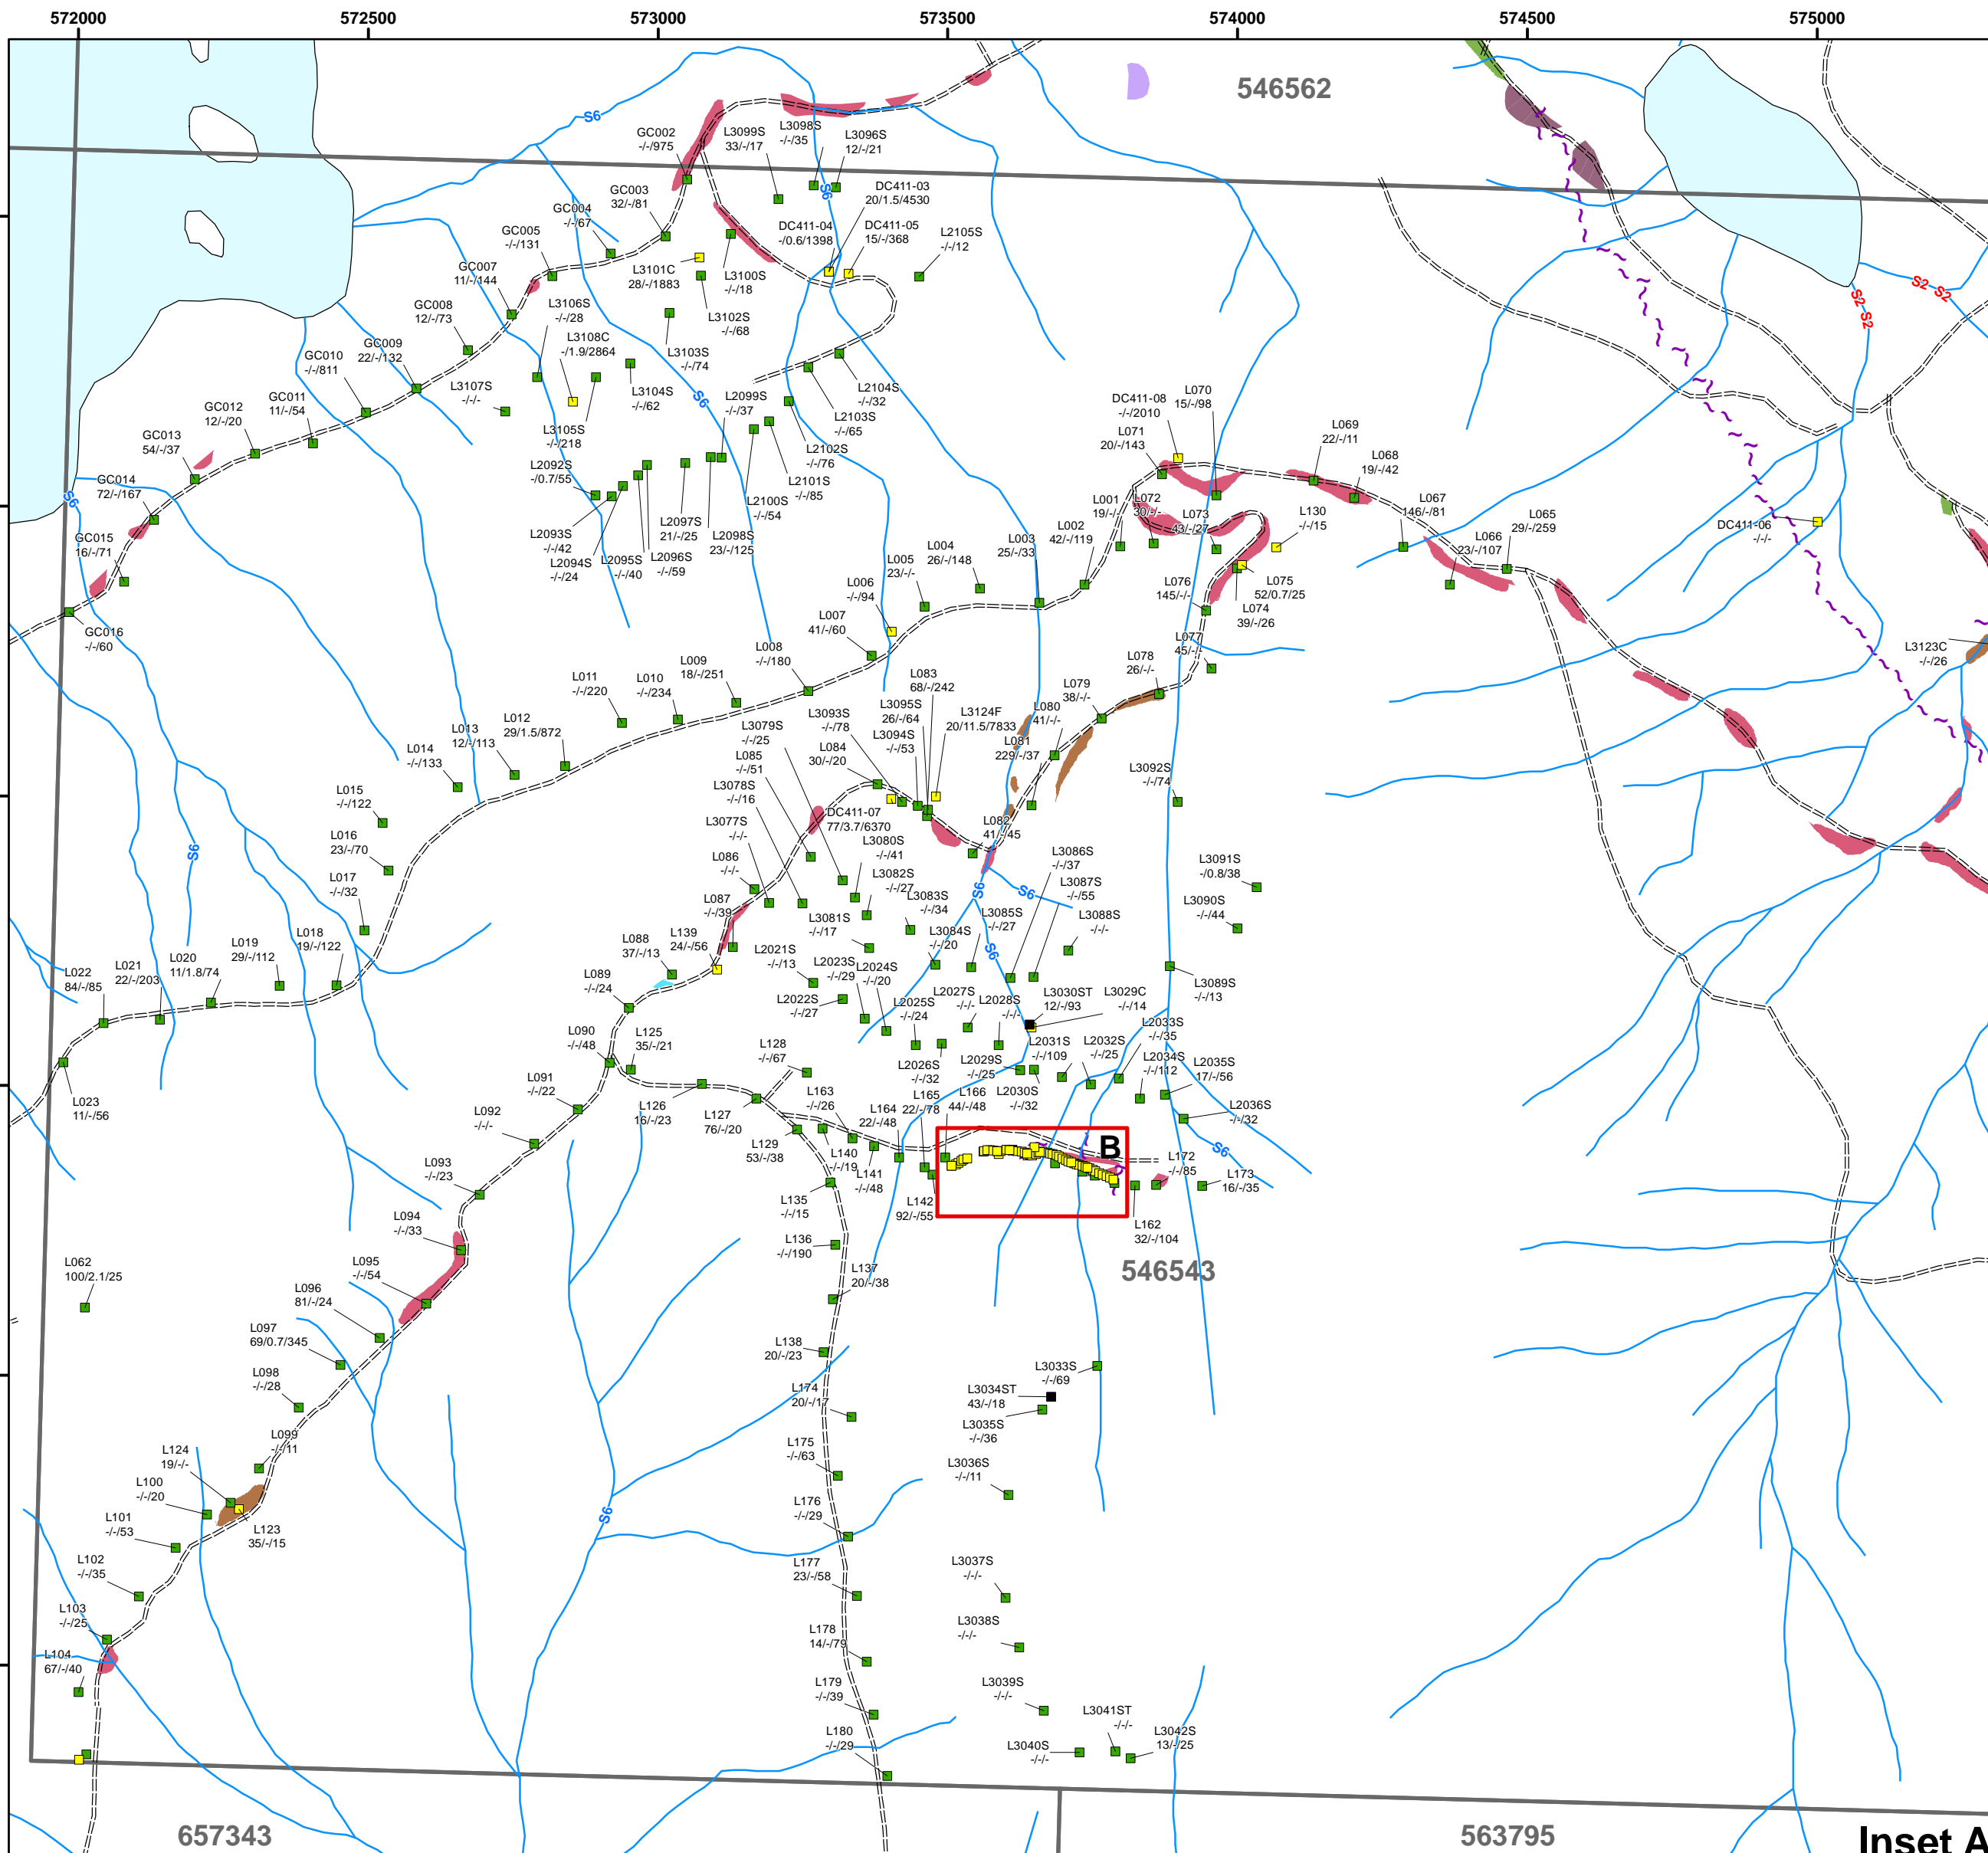 572000
572500
573000
573500
574000
574500
575000
546562
S6
GC002
-/-/975
L3099S
33/-/17
L3098S
-/-/35
L3096S
12/-/21
GC003
32/-/81
S6
DC411-03
20/1.5/4530
GC004
-/-/67
GC005
-/-/131
DC411-04
-/0.6/1398
DC411-05
15/-/368
L2105S
-/-/12
GC007
11/-/144
L3101C
28/-/1883
L3100S
-/-/18
S2
S2
S2
S2
GC008
12/-/73
L3106S
-/-/28
L3102S
-/-/68
GC009
22/-/132
L3108C
-/1.9/2864
GC010
-/-/811
L3103S
-/-/74
L3107S
-/-/-
L3104S
-/-/62
S6
L2099S
-/-/37
L2104S
-/-/32
GC011
11/-/54
GC012
12/-/20
L3105S
-/-/218
L2103S
-/-/65
DC411-08
-/-/2010
L070
15/-/98
GC013
54/-/37
L071
20/-/143
L069
22/-/11
L2102S
-/-/76
L068
19/-/42
L2092S
-/0.7/55
L2101S
-/-/85
GC014
72/-/167
S6
L2100S
-/-/54
L001
19/-/-
L072
30/-/-
L073
43/-/27
L130
-/-/15
L067
146/-/81
L065
29/-/259
DC411-06
-/-/-
L2097S
21/-/25
L2098S
23/-/125
L002
42/-/119
L003
25/-/33
L066
23/-/107
GC015
16/-/71
L2093S
-/-/42
L2094S
-/-/24
L2095S
-/-/40
L2096S
-/-/59
L004
26/-/148
L005
23/-/-
L006
-/-/94
L076
145/-/-
L075
52/0.7/25
L074
39/-/26
GC016
-/-/60
L007
41/-/60
L077
45/-/-
L3123C
-/-/26
L008
-/-/180
L009
18/-/251
L010
-/-/234
L011
-/-/220
L078
26/-/-
L079
38/-/-
L083
68/-/242
L3095S
26/-/64
L3124F
20/11.5/7833
L080
41/-/-
L012
29/1.5/872
L013
12/-/113
L014
-/-/133
L3079S
-/-/25
L3093S
-/-/78
L3094S
-/-/53
L081
229/-/37
L084
30/-/20
L085
-/-/51
L3092S
-/-/74
L015
-/-/122
L3078S
-/-/16
L016
23/-/70
L3077S
-/-/-
DC411-07
77/3.7/6370
L082
41/-/45
S6
L3080S
-/-/41
L086
-/-/-
L3086S
-/-/37
L3091S
-/0.8/38
L017
-/-/32
L3082S
-/-/27
L3087S
-/-/55
S6
S6
L087
-/-/39
L3083S
-/-/34
L3081S
-/-/17
L3085S
-/-/27
L3088S
-/-/-
L3090S
-/-/44
L018
19/-/122
L019
29/-/112
L020
11/1.8/74
L021
22/-/203
L022
84/-/85
L088
37/-/13
L139
24/-/56
L2021S
-/-/13
L3084S
-/-/20
S6
L2023S
-/-/29
L2024S
-/-/20
L089
-/-/24
L2022S
-/-/27
L2025S
-/-/24
L2027S
-/-/-
L2028S
-/-/-
L3030ST
12/-/93
L3029C
-/-/14
L3089S
-/-/13
L090
-/-/48
L125
35/-/21
L128
-/-/67
L2026S
-/-/32
L2029S
-/-/25
L2031S
-/-/109
L2032S
-/-/25
L2033S
-/-/35
L2034S
-/-/112
L2035S
17/-/56
L091
-/-/22
L023
11/-/56
L092
-/-/-
L126
16/-/23
L127
76/-/20
L163
-/-/26
L164
22/-/48
L165
22/-/78
L166
44/-/48
L2030S
-/-/32
L2036S
-/-/32
L129
53/-/38
L140
-/-/19
L141
-/-/48
B
S6
L172
-/-/85
L173
16/-/35
L093
-/-/23
L135
-/-/15
L142
92/-/55
L162
32/-/104
L094
-/-/33
L136
-/-/190
546543
L062
100/2.1/25
L095
-/-/54
L137
20/-/38
L096
81/-/24
L097
69/0.7/345
L138
20/-/23
L098
-/-/28
L3033S
-/-/69
L174
20/-/17
L3034ST
43/-/18
L3035S
-/-/36
L099
-/-/11
L124
19/-/-
L175
-/-/63
L3036S
-/-/11
L100
-/-/20
S6
L176
-/-/29
L101
-/-/53
L123
35/-/15
L102
-/-/35
L177
23/-/58
L3037S
-/-/-
L103
-/-/25
L178
14/-/79
L3038S
-/-/-
L104
67/-/40
L179
-/-/39
L3039S
-/-/-
L180
-/-/29
L3041ST
-/-/-
L3040S
-/-/-
L3042S
13/-/25
657343
563795
Inset A